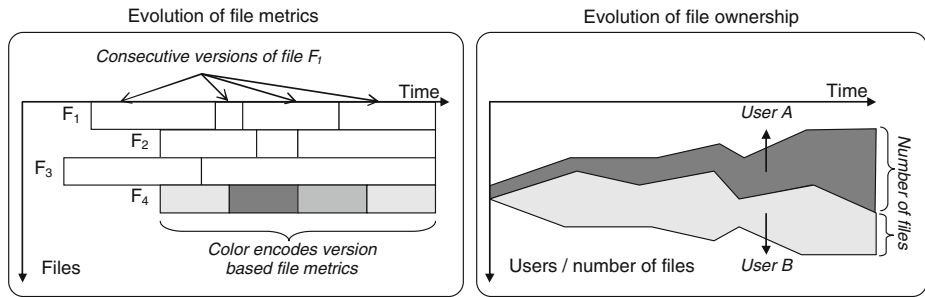 Evolution of file metrics
Consecutive versions of file F1
Time
F1
F2
F3
F4
Color encodes version
based file metrics
Files
Evolution of file ownership
Time
User A
Number of files
User B
Users / number of files